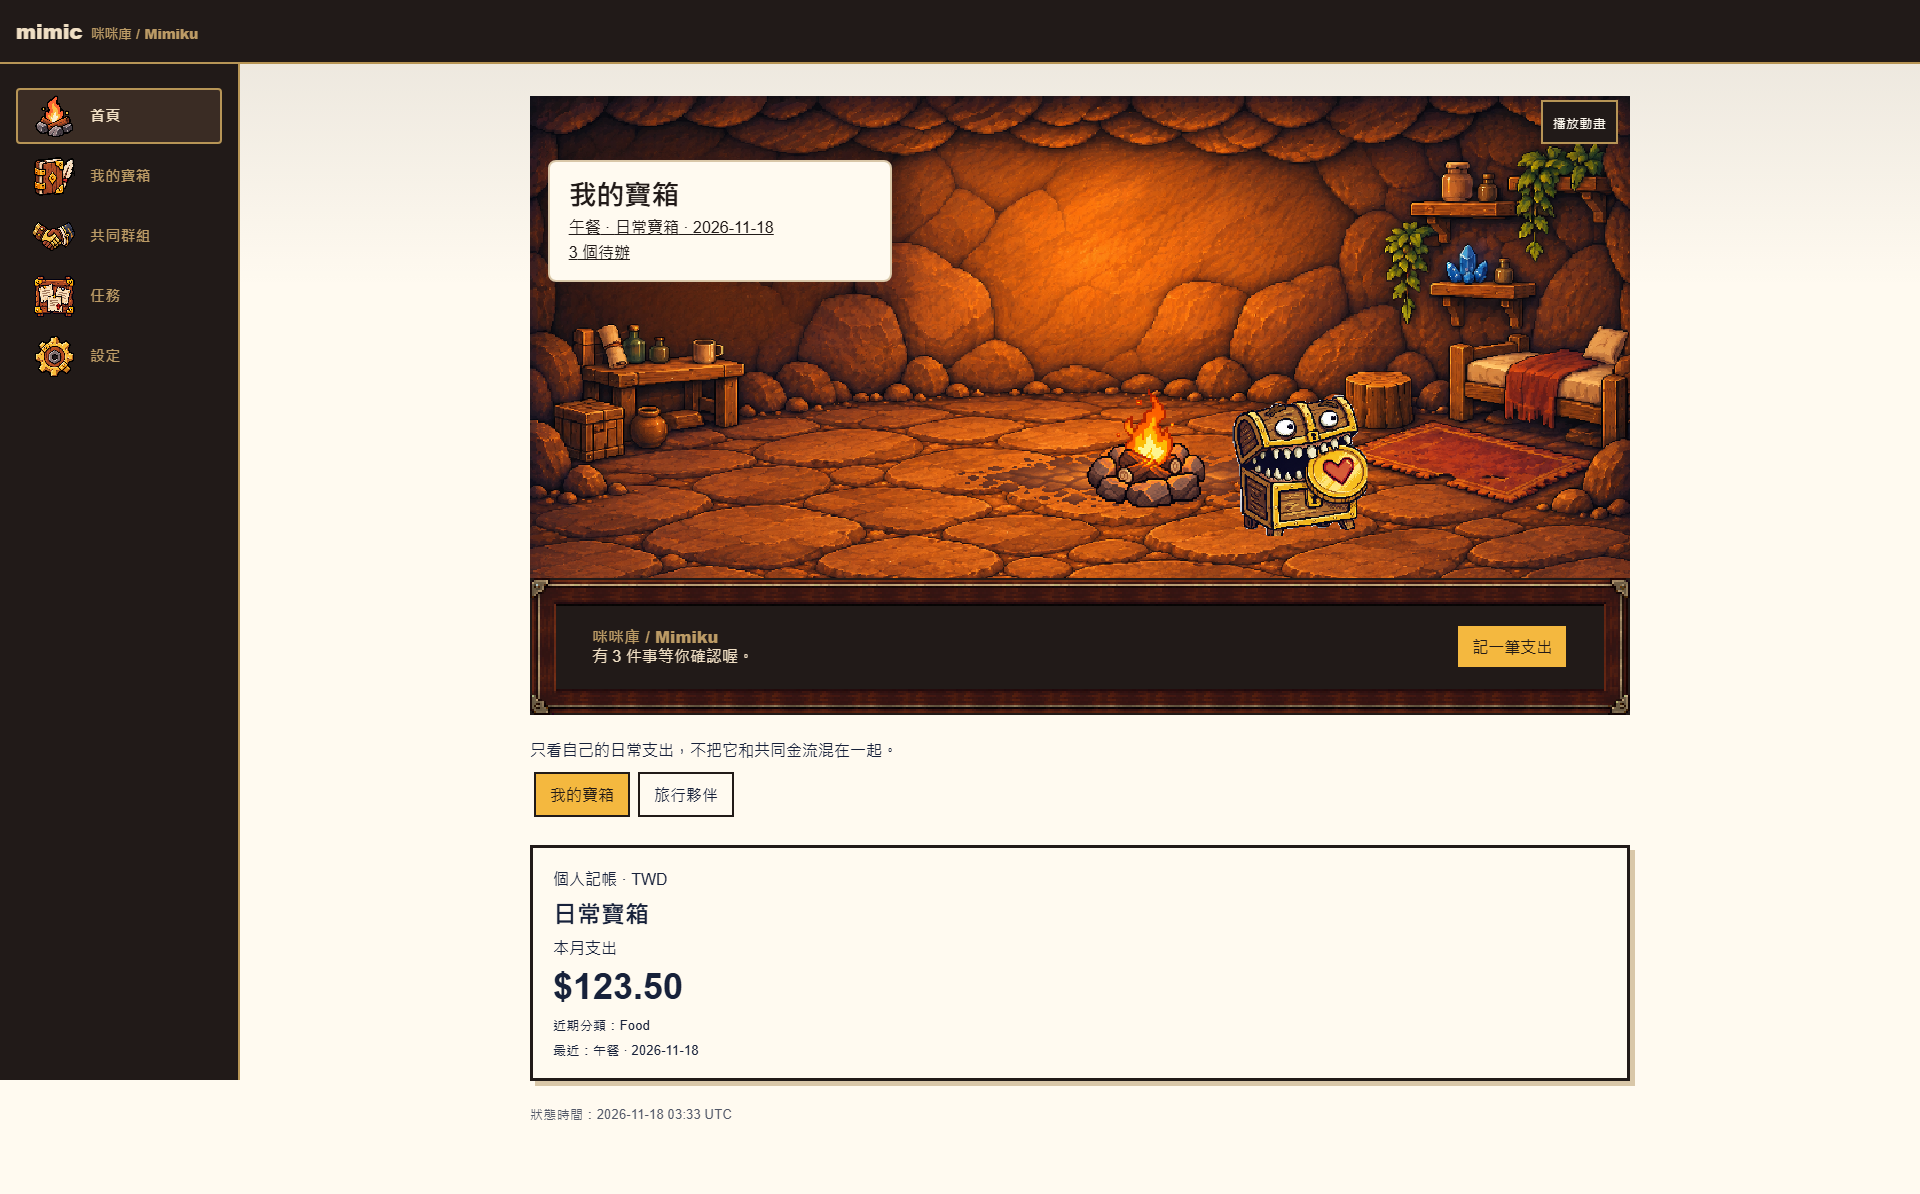 mimic 咪咪庫 / Mimiku
首頁
我的寶箱
共同群組
任務
設定
播放動畫
我的寶箱
午餐 · 日常寶箱 · 2026-11-18
3 個待辦
咪咪庫 / Mimiku
有 3 件事等你確認喔。
記一筆支出
只看自己的日常支出，不把它和共同金流混在一起。
我的寶箱
旅行夥伴
個人記帳 · TWD
日常寶箱
本月支出
$123.50
近期分類：Food
最近：午餐 · 2026-11-18
狀態時間：2026-11-18 03:33 UTC